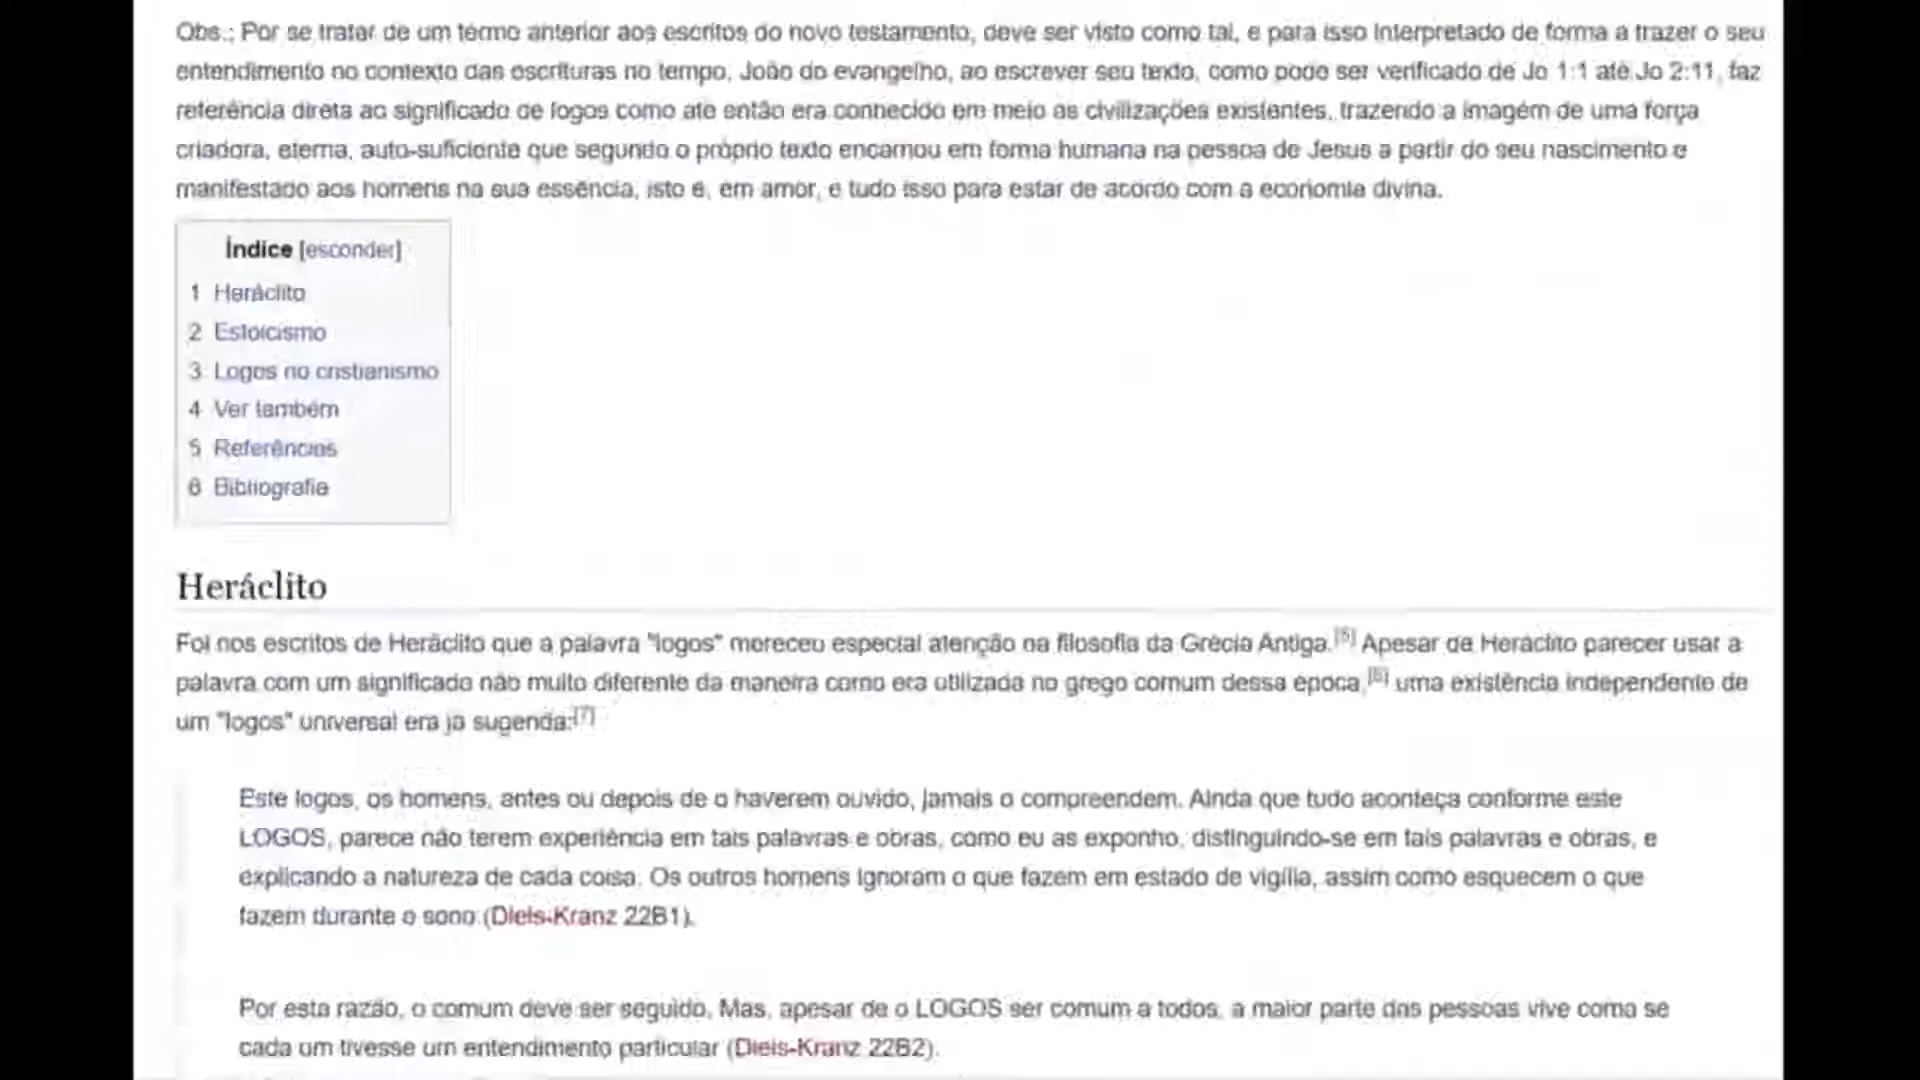 Obs.: Por se tratar de um termo anterior aos escritos do novo testamento, deve ser visto como tal, e para isso interpretado de forma a trazer o seu
entendimento no contexto das escrituras no tempo, João do evangelho, ao escrever seu texto, como pode ser verificado de Jo 1:1 até Jo 2:11, faz
referência direta ao significado de logos como até então era conhecido em meio as civilizações existentes, trazendo a imagém de uma força
criadora, eterna, auto-suficiente que segundo o próprio texto encarnou em forma humana na pessoa de Jesus a partir do seu nascimento e
manifestado aos homens na sua essência, isto é, em amor, e tudo isso para estar de acordo com a economia divina.
Índice [esconder]
1 Heráclito
2 Estoicismo
3 Logos no cristianismo
4 Ver também
5 Referências
6 Bibliografia
Heráclito
Foi nos escritos de Heráclito que a palavra "logos" mereceu especial atenção na filosofia da Grécia Antiga.[5] Apesar de Heráclito parecer usar a
palavra com um significado não muito diferente da maneira como era utilizada no grego comum dessa época,[6] uma existência independente de
um "logos" universal era já sugerida:[7]
Este logos, os homens, antes ou depois de o haverem ouvido, jamais o compreendem. Ainda que tudo aconteça conforme este
LOGOS, parece não terem experiência em tais palavras e obras, como eu as exponho, distinguindo-se em tais palavras e obras, e
explicando a natureza de cada coisa. Os outros homens ignoram o que fazem em estado de vigília, assim como esquecem o que
fazem durante o sono (Diels-Kranz 22B1).
Por esta razão, o comum deve ser seguido. Mas, apesar de o LOGOS ser comum a todos, a maior parte das pessoas vive como se
cada um tivesse um entendimento particular (Diels-Kranz 22B2).